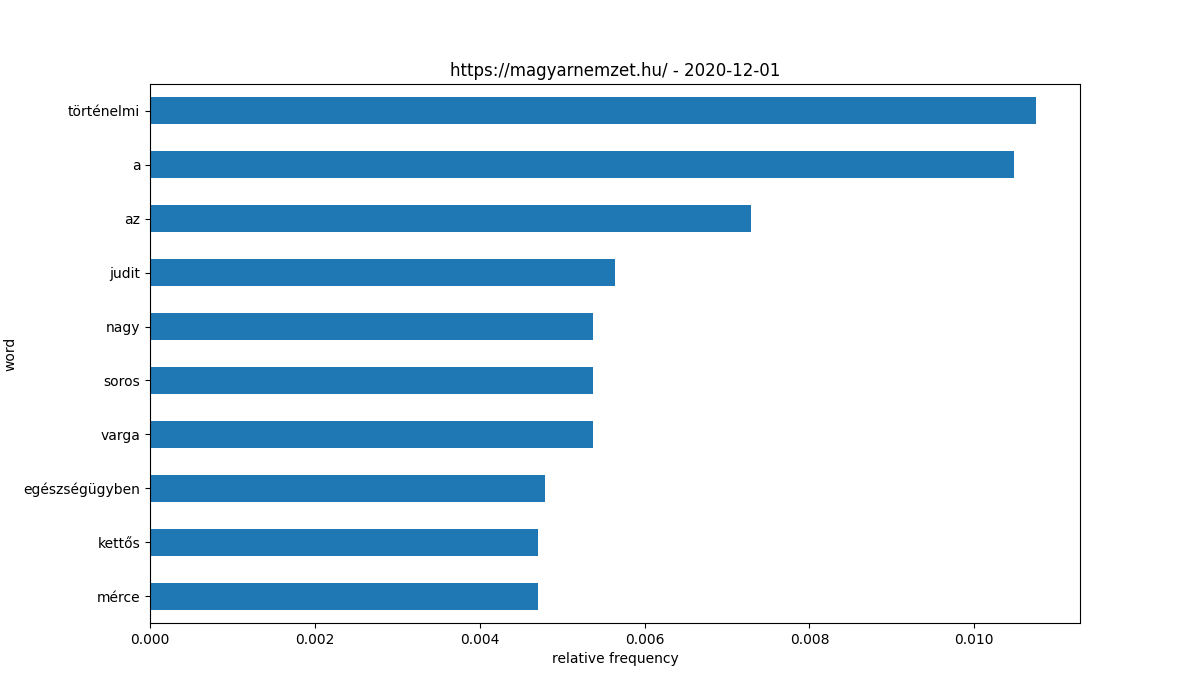 https://magyarnemzet.hu/ - 2020-12-01
történelmi
a
az
judit
nagy
soros
varga
egészségügyben
kettős
mérce
word
0.000 0.002 0.004 0.006 0.008 0.010
relative frequency